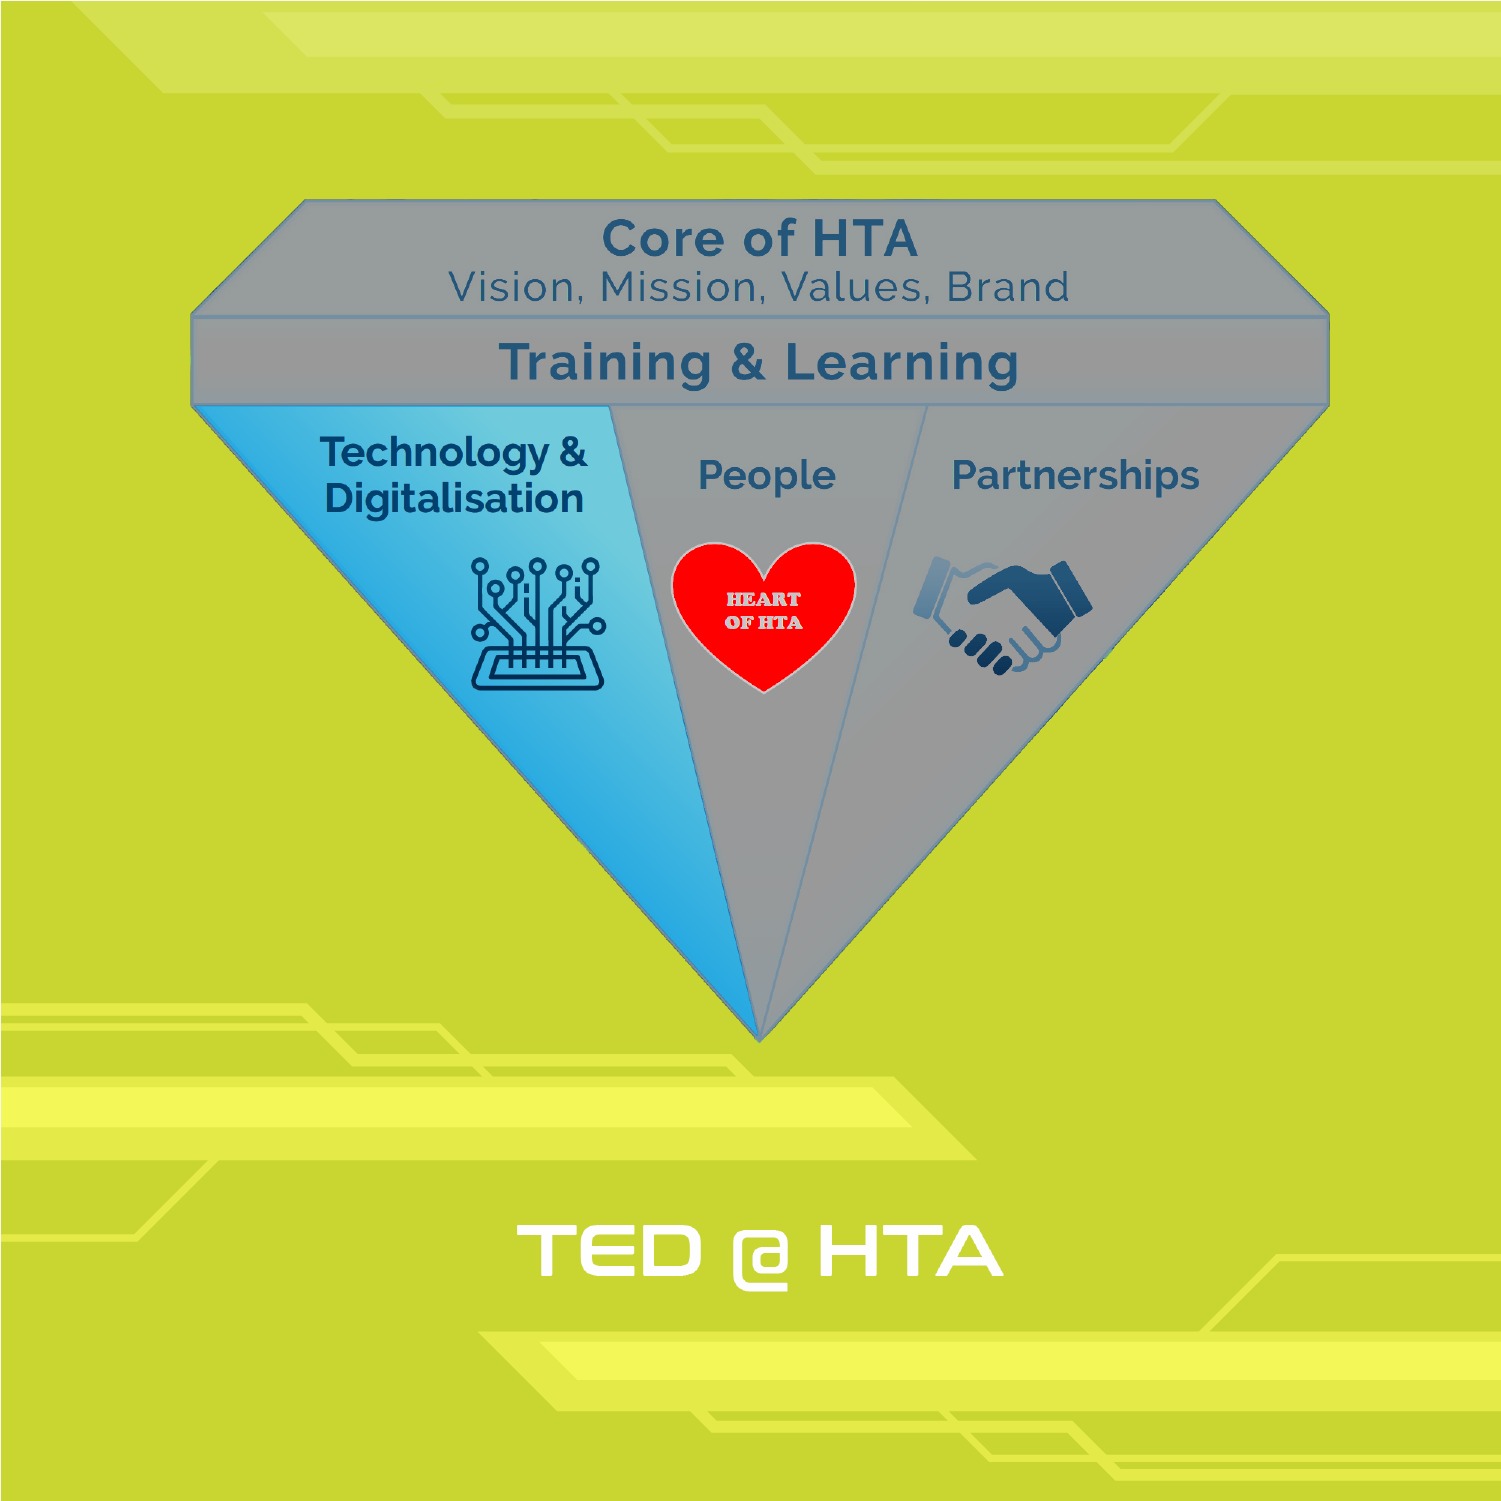 Core of HTA
Vision, Mission, Values, Brand
Training & Learning
Technology &
Digitalisation
People
Partnerships
HEART
OF HTA
TED @ HTA